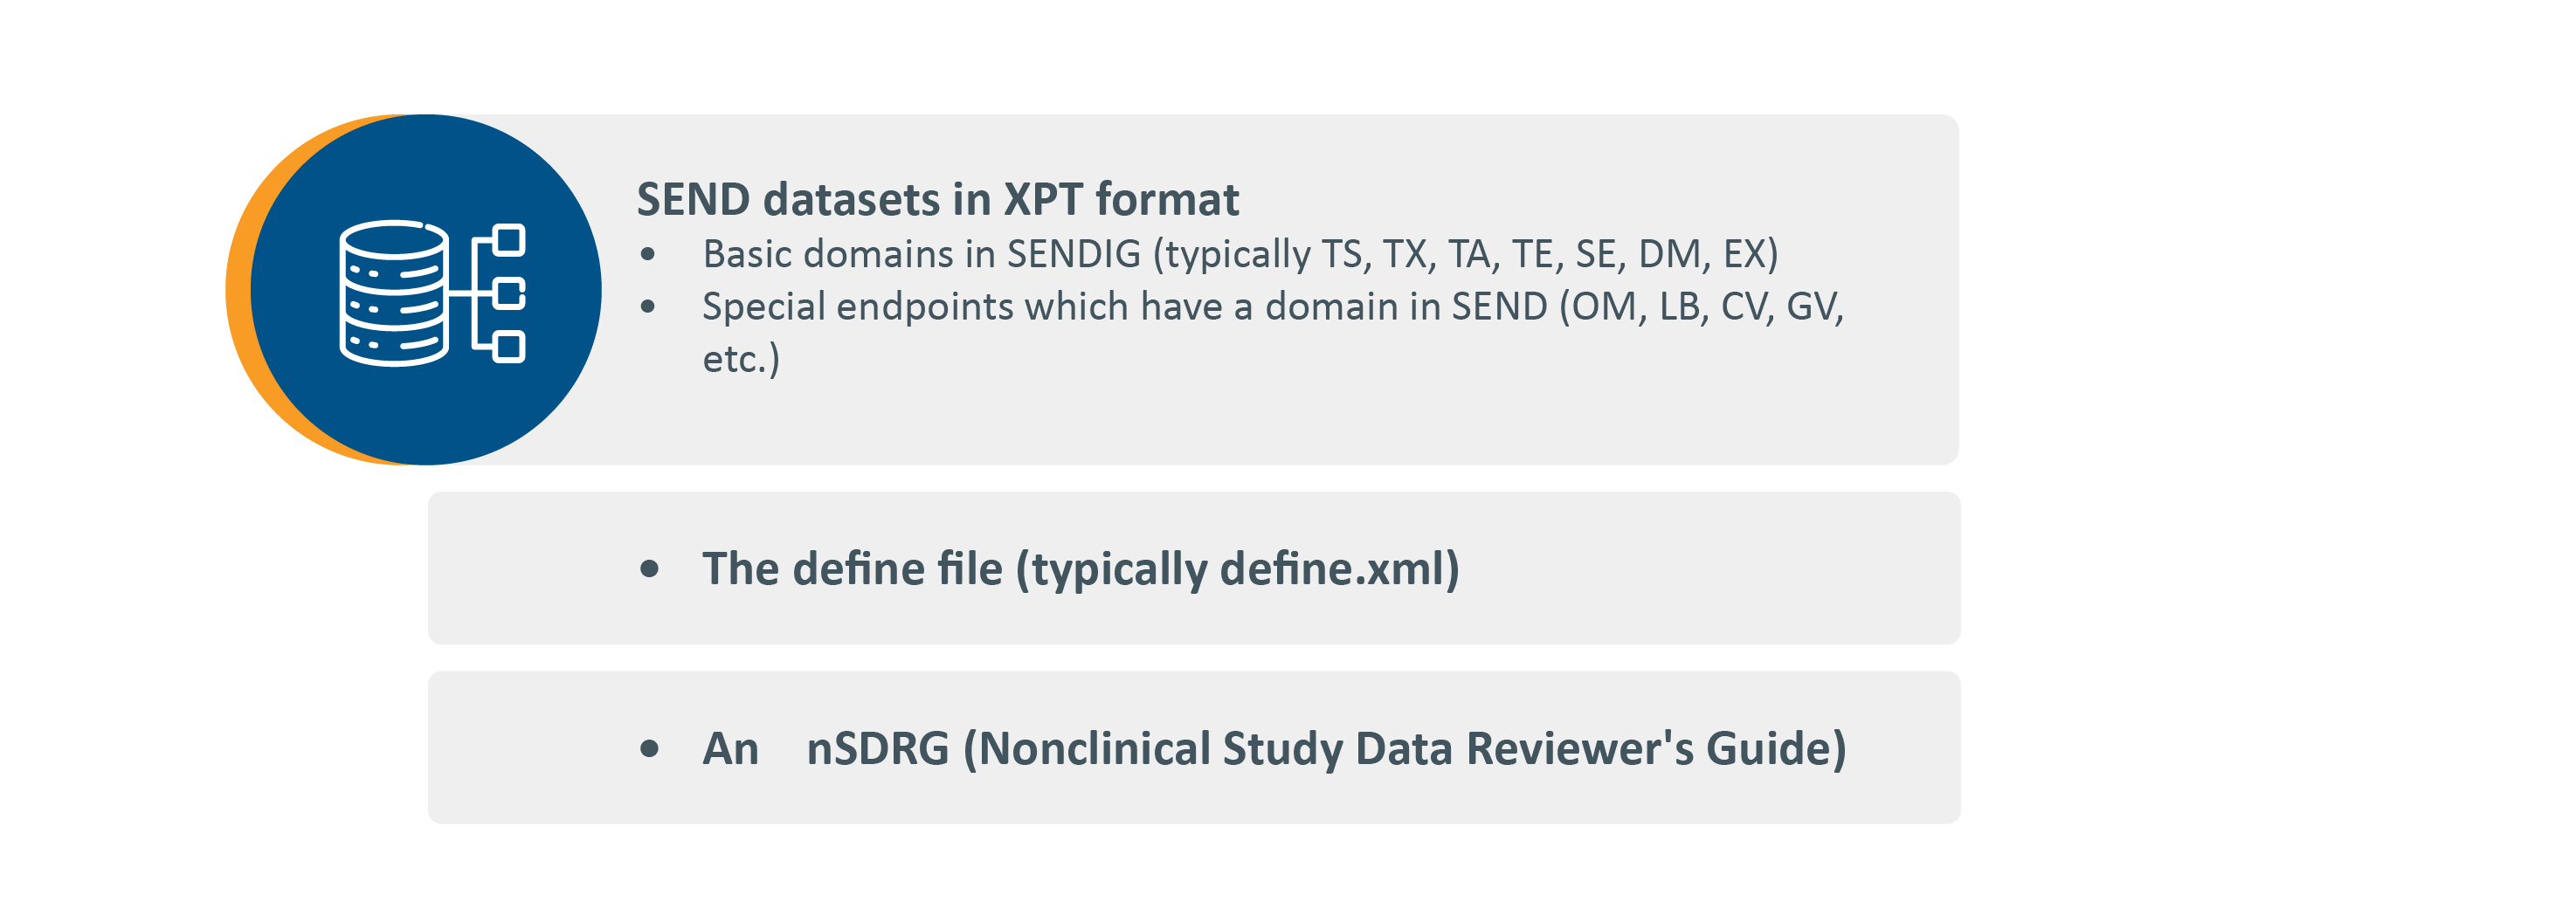 SEND datasets in XPT format
• Basic domains in SENDIG (typically TS, TX, TA, TE, SE, DM, EX)
• Special endpoints which have a domain in SEND (OM, LB, CV, GV,
etc.)
• The define file (typically define.xml)
• An nSDRG (Nonclinical Study Data Reviewer's Guide)